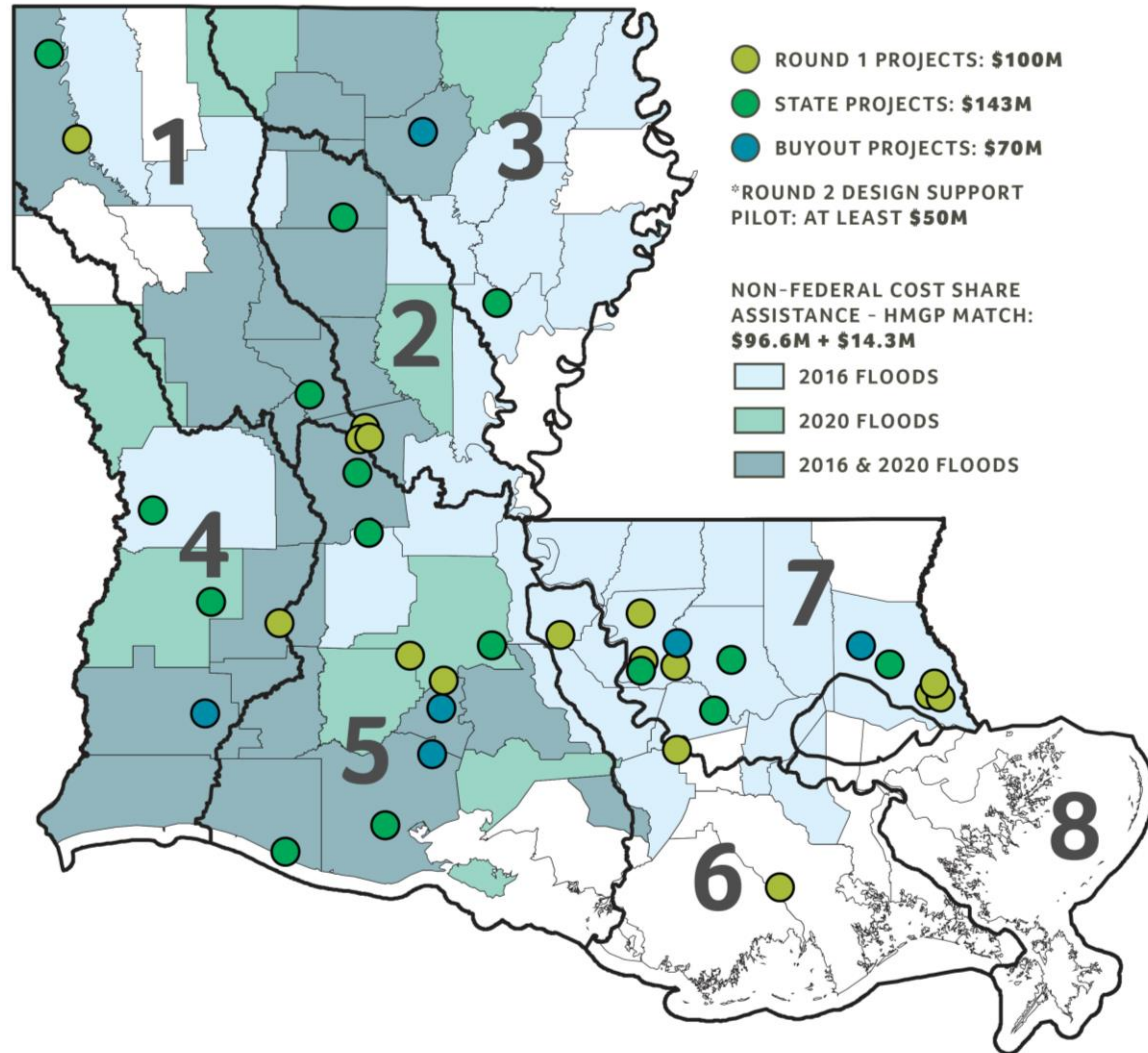 ROUND 1 PROJECTS: $100M
STATE PROJECTS: $143M
BUYOUT PROJECTS: $70M
*ROUND 2 DESIGN SUPPORT
PILOT: AT LEAST $50M
NON-FEDERAL COST SHARE
ASSISTANCE - HMGP MATCH:
$96.6M + $14.3M
2016 FLOODS
2020 FLOODS
2016 & 2020 FLOODS
1
3
2
4
7
5
8
6